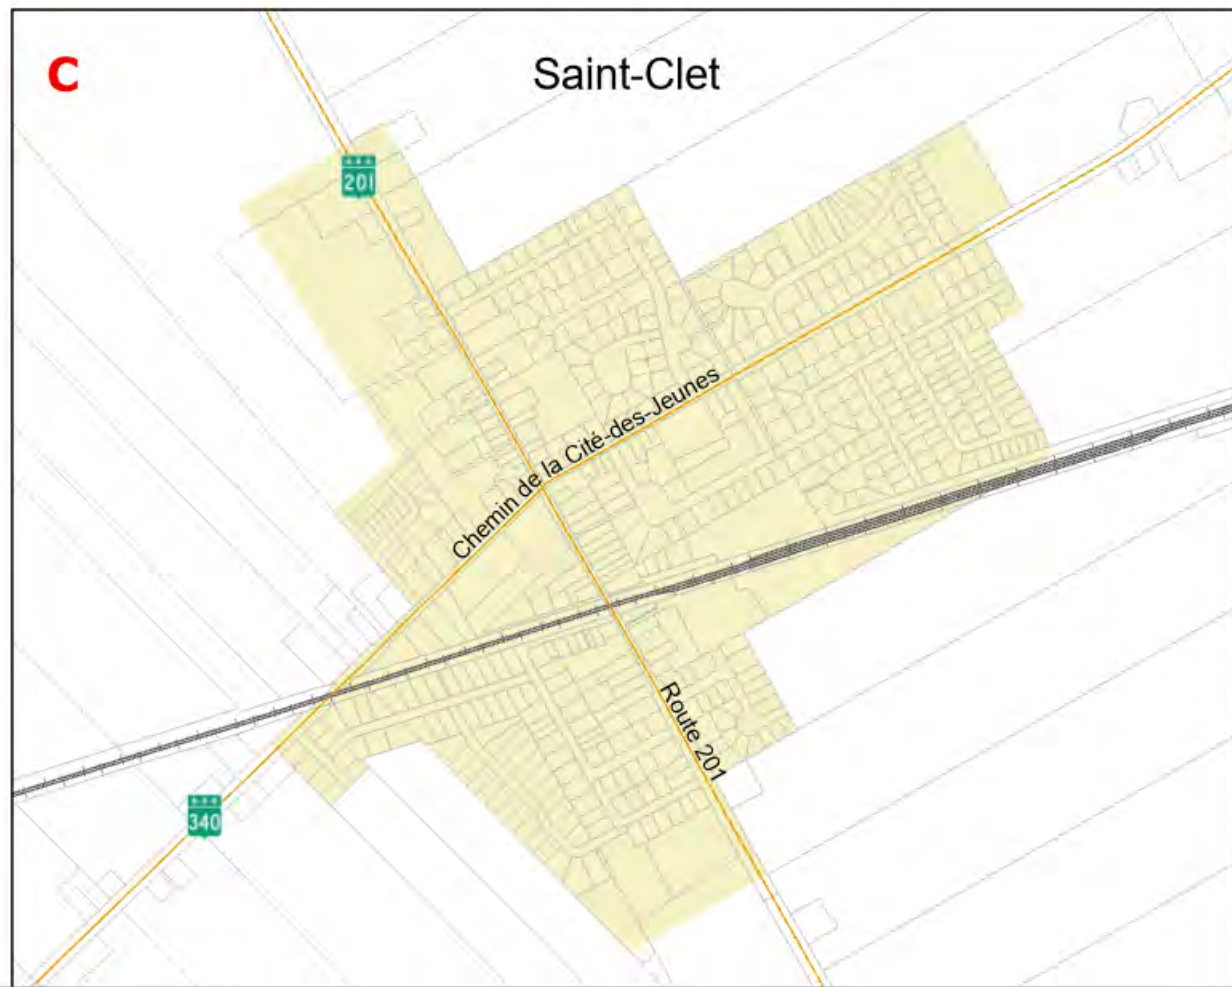 C
Saint-Clet
201
Chemin de la Cité-des-Jeunes
Route 201
340